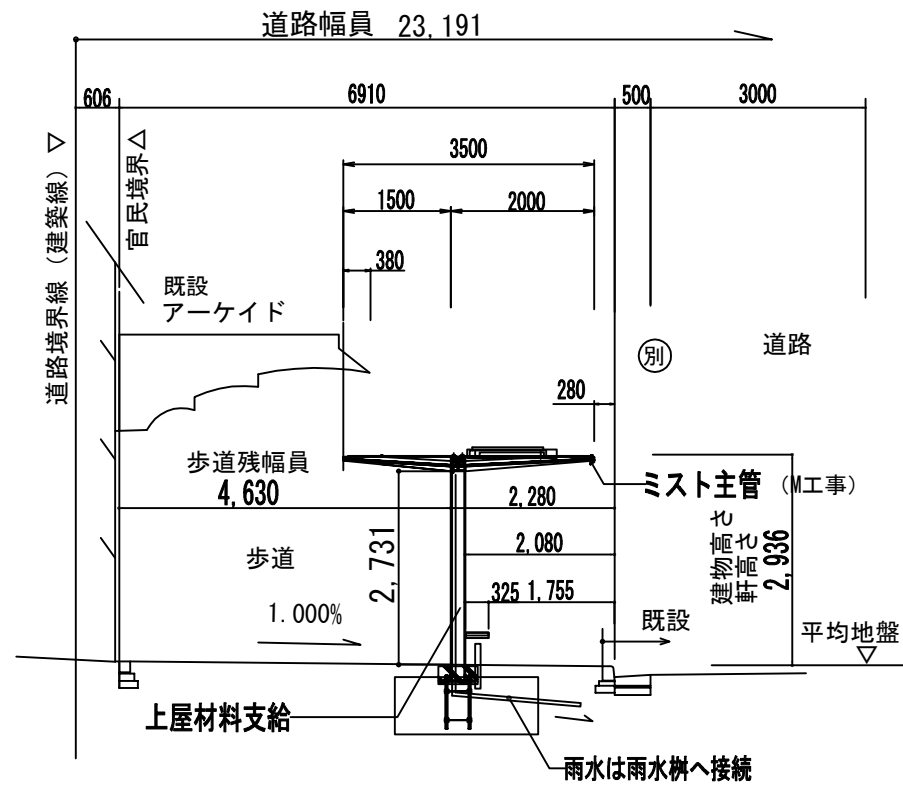 道路幅員 23,191
606
6910
500
3000
道路境界線(建築線)▽
官民境界△
3500
1500
2000
380
既設
アーケイド
別
道路
280
歩道残幅員
4,630
2,280
ミスト主管 (M工事)
2,731
2,080
建物高さ
軒高さ
2,936
歩道
325
1,755
1.000%
既設
平均地盤
▽
上屋材料支給
雨水は雨水桝へ接続